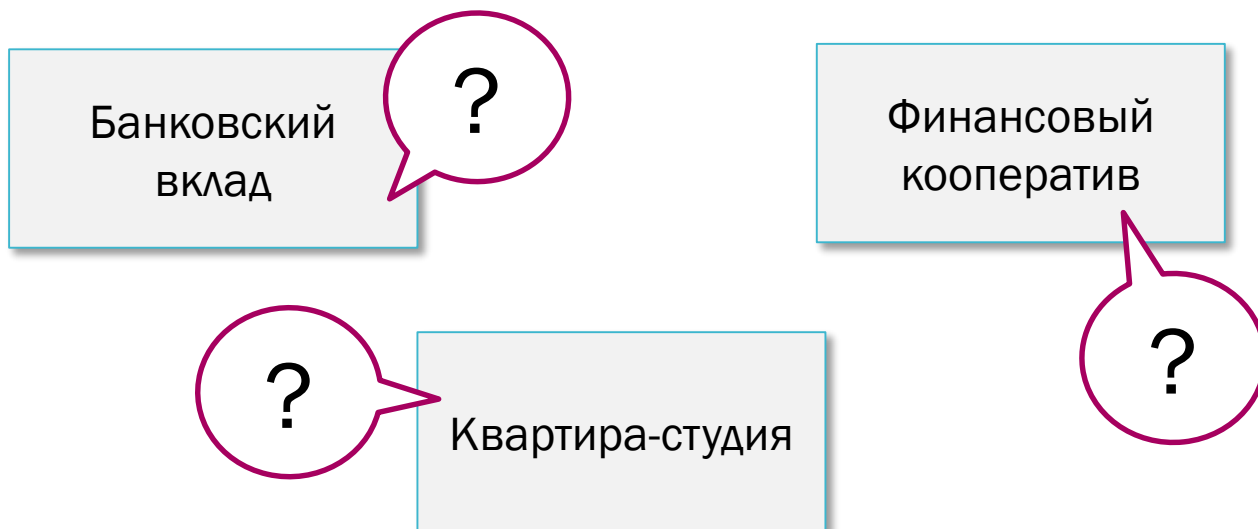 Банковский
вклад
?
Финансовый
кооператив
?
?
Квартира-студия